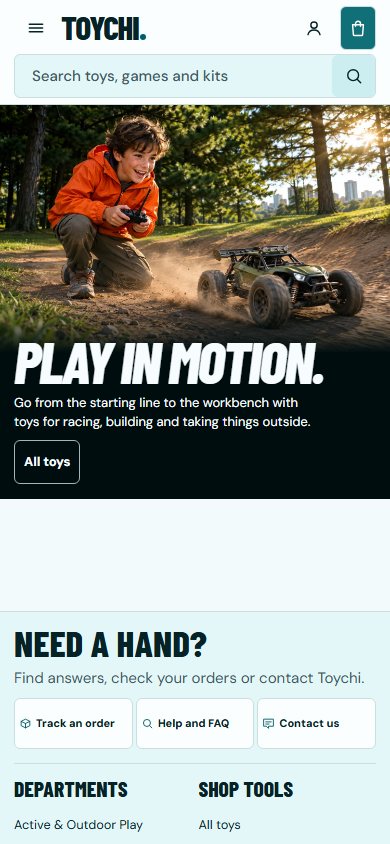 TOYCHI.
Search toys, games and kits
PLAY IN MOTION.
Go from the starting line to the workbench with
toys for racing, building and taking things outside.
All toys
NEED A HAND?
Find answers, check your orders or contact Toychi.
Track an order
Help and FAQ
Contact us
DEPARTMENTS
SHOP TOOLS
Active & Outdoor Play
All toys